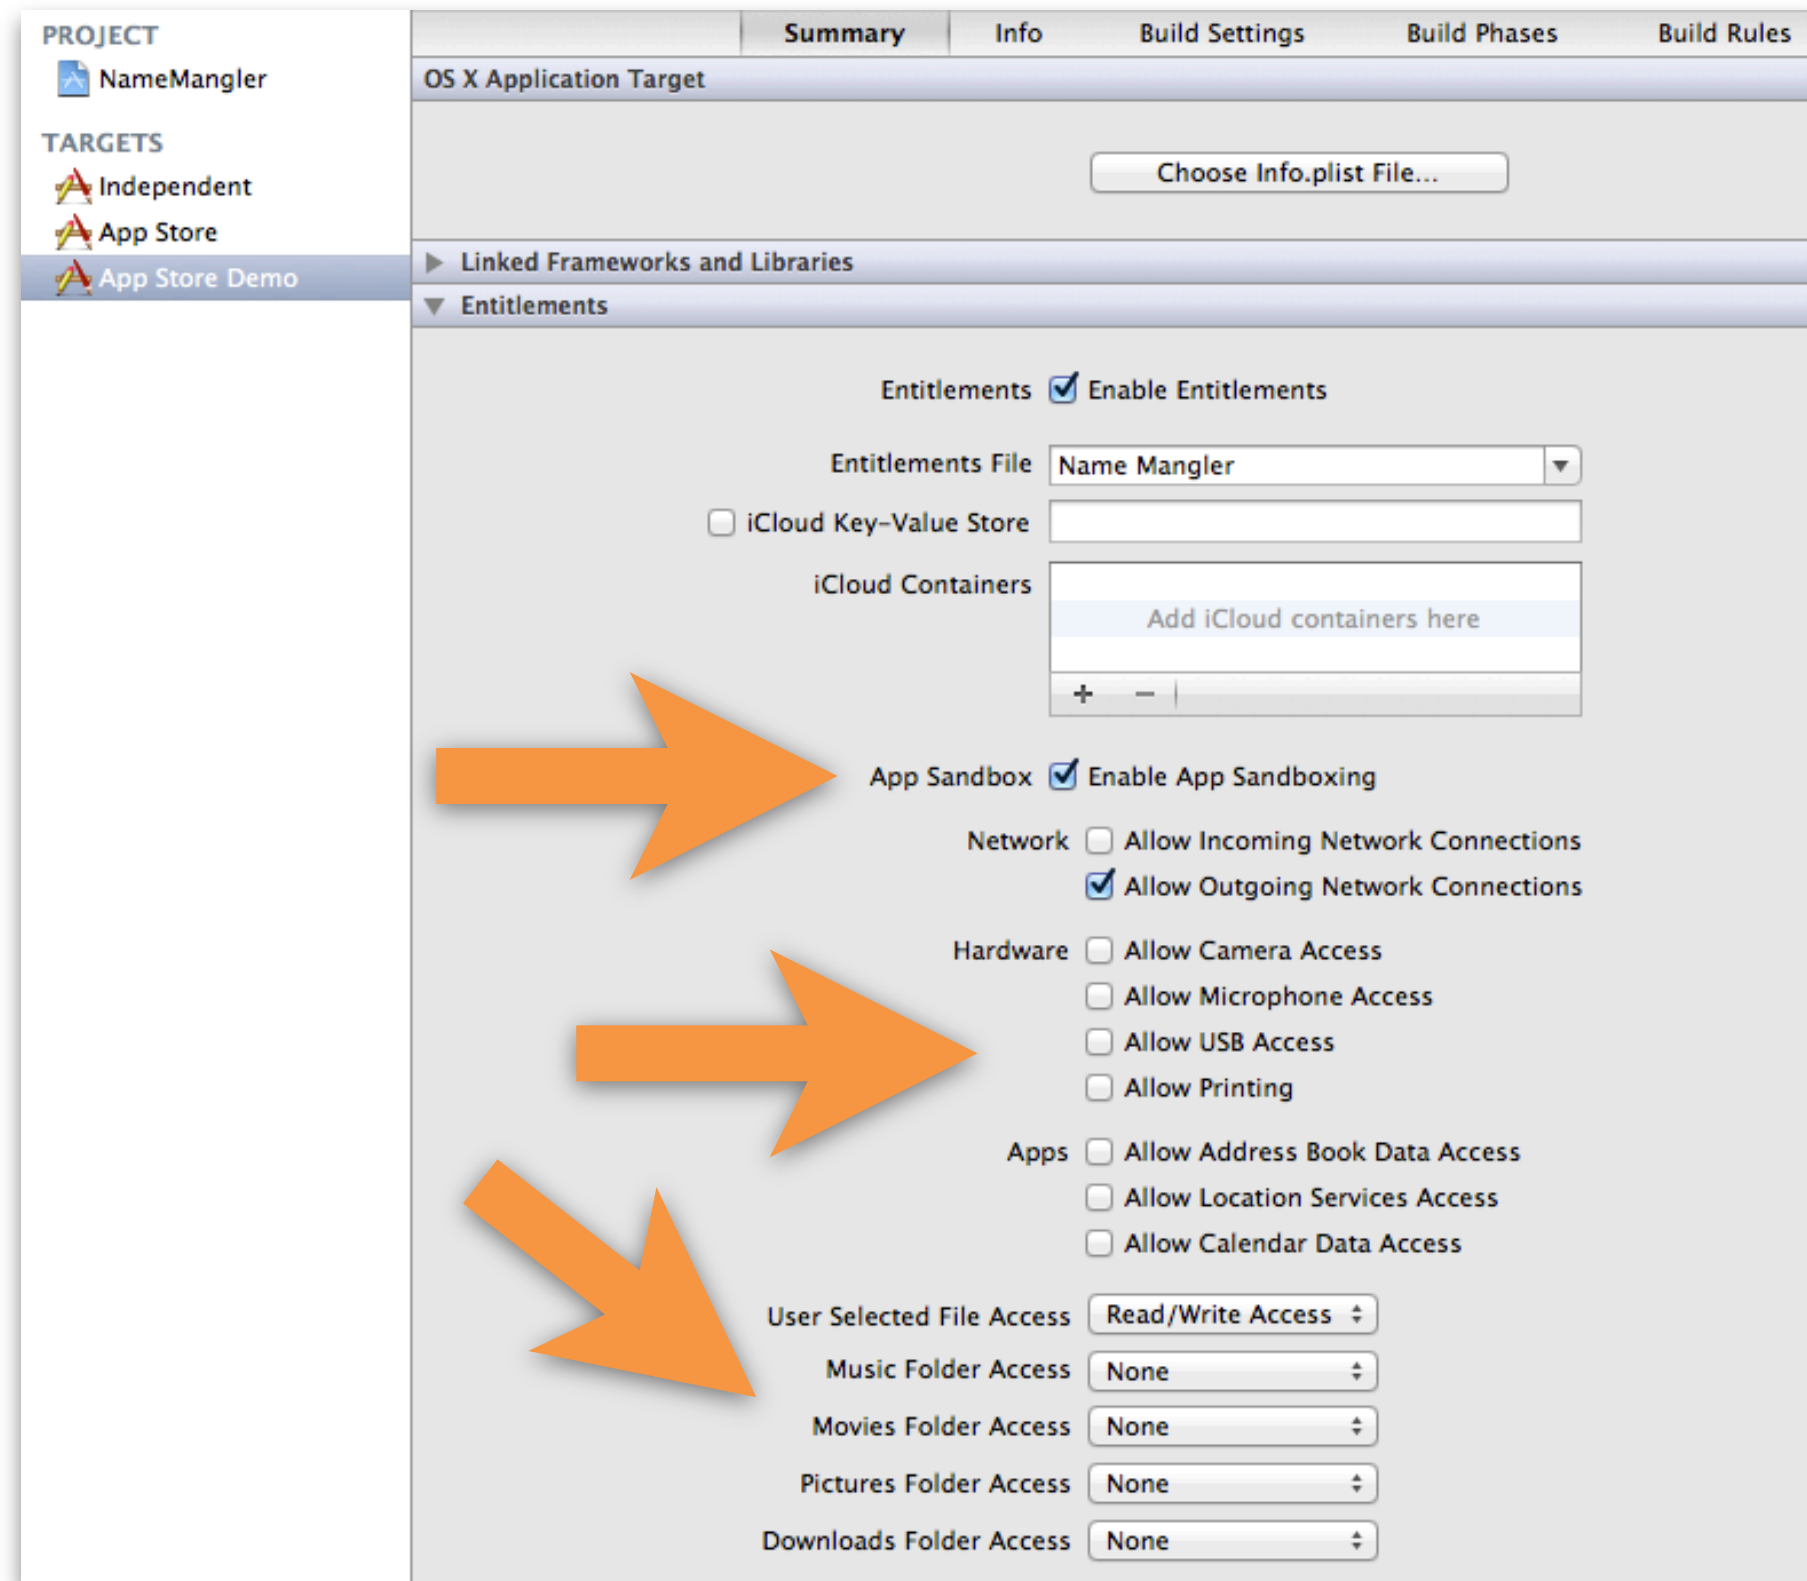 PROJECT
NameMangler
TARGETS
Independent
App Store
App Store Demo
Summary Info Build Settings Build Phases Build Rules
OS X Application Target
Choose Info.plist File...
Linked Frameworks and Libraries
Entitlements
Entitlements Enable Entitlements
Entitlements File Name Mangler
iCloud Key-Value Store
iCloud Containers
Add iCloud containers here
App Sandbox Enable App Sandboxing
Network Allow Incoming Network Connections
Allow Outgoing Network Connections
Hardware Allow Camera Access
Allow Microphone Access
Allow USB Access
Allow Printing
Apps Allow Address Book Data Access
Allow Location Services Access
Allow Calendar Data Access
User Selected File Access Read/Write Access
Music Folder Access None
Movies Folder Access None
Pictures Folder Access None
Downloads Folder Access None